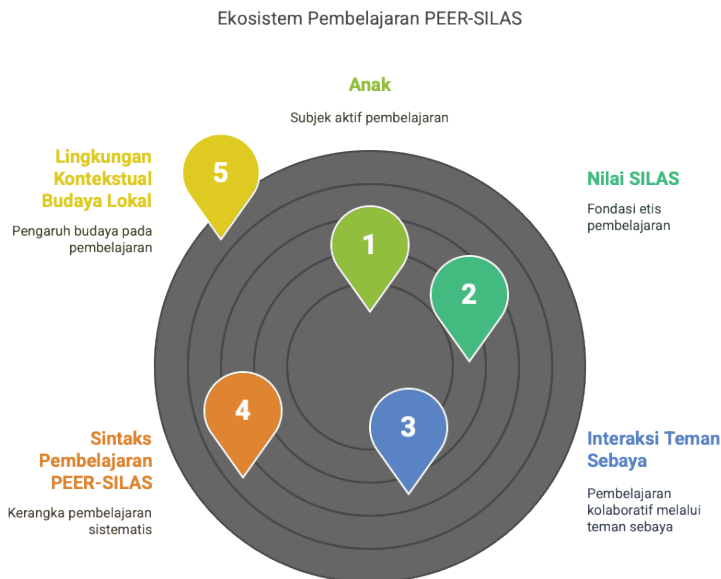 Ekosistem Pembelajaran PEER-SILAS
Anak
Subjek aktif pembelajaran
5
Lingkungan
Kontekstual
Budaya Lokal
Pengaruh budaya pada
pembelajaran
Nilai SILAS
Fondasi etis
pembelajaran
1
2
4
3
Sintaks
Pembelajaran
PEER-SILAS
Kerangka pembelajaran
sistematis
Interaksi Teman
Sebaya
Pembelajaran
kolaboratif melalui
teman sebaya